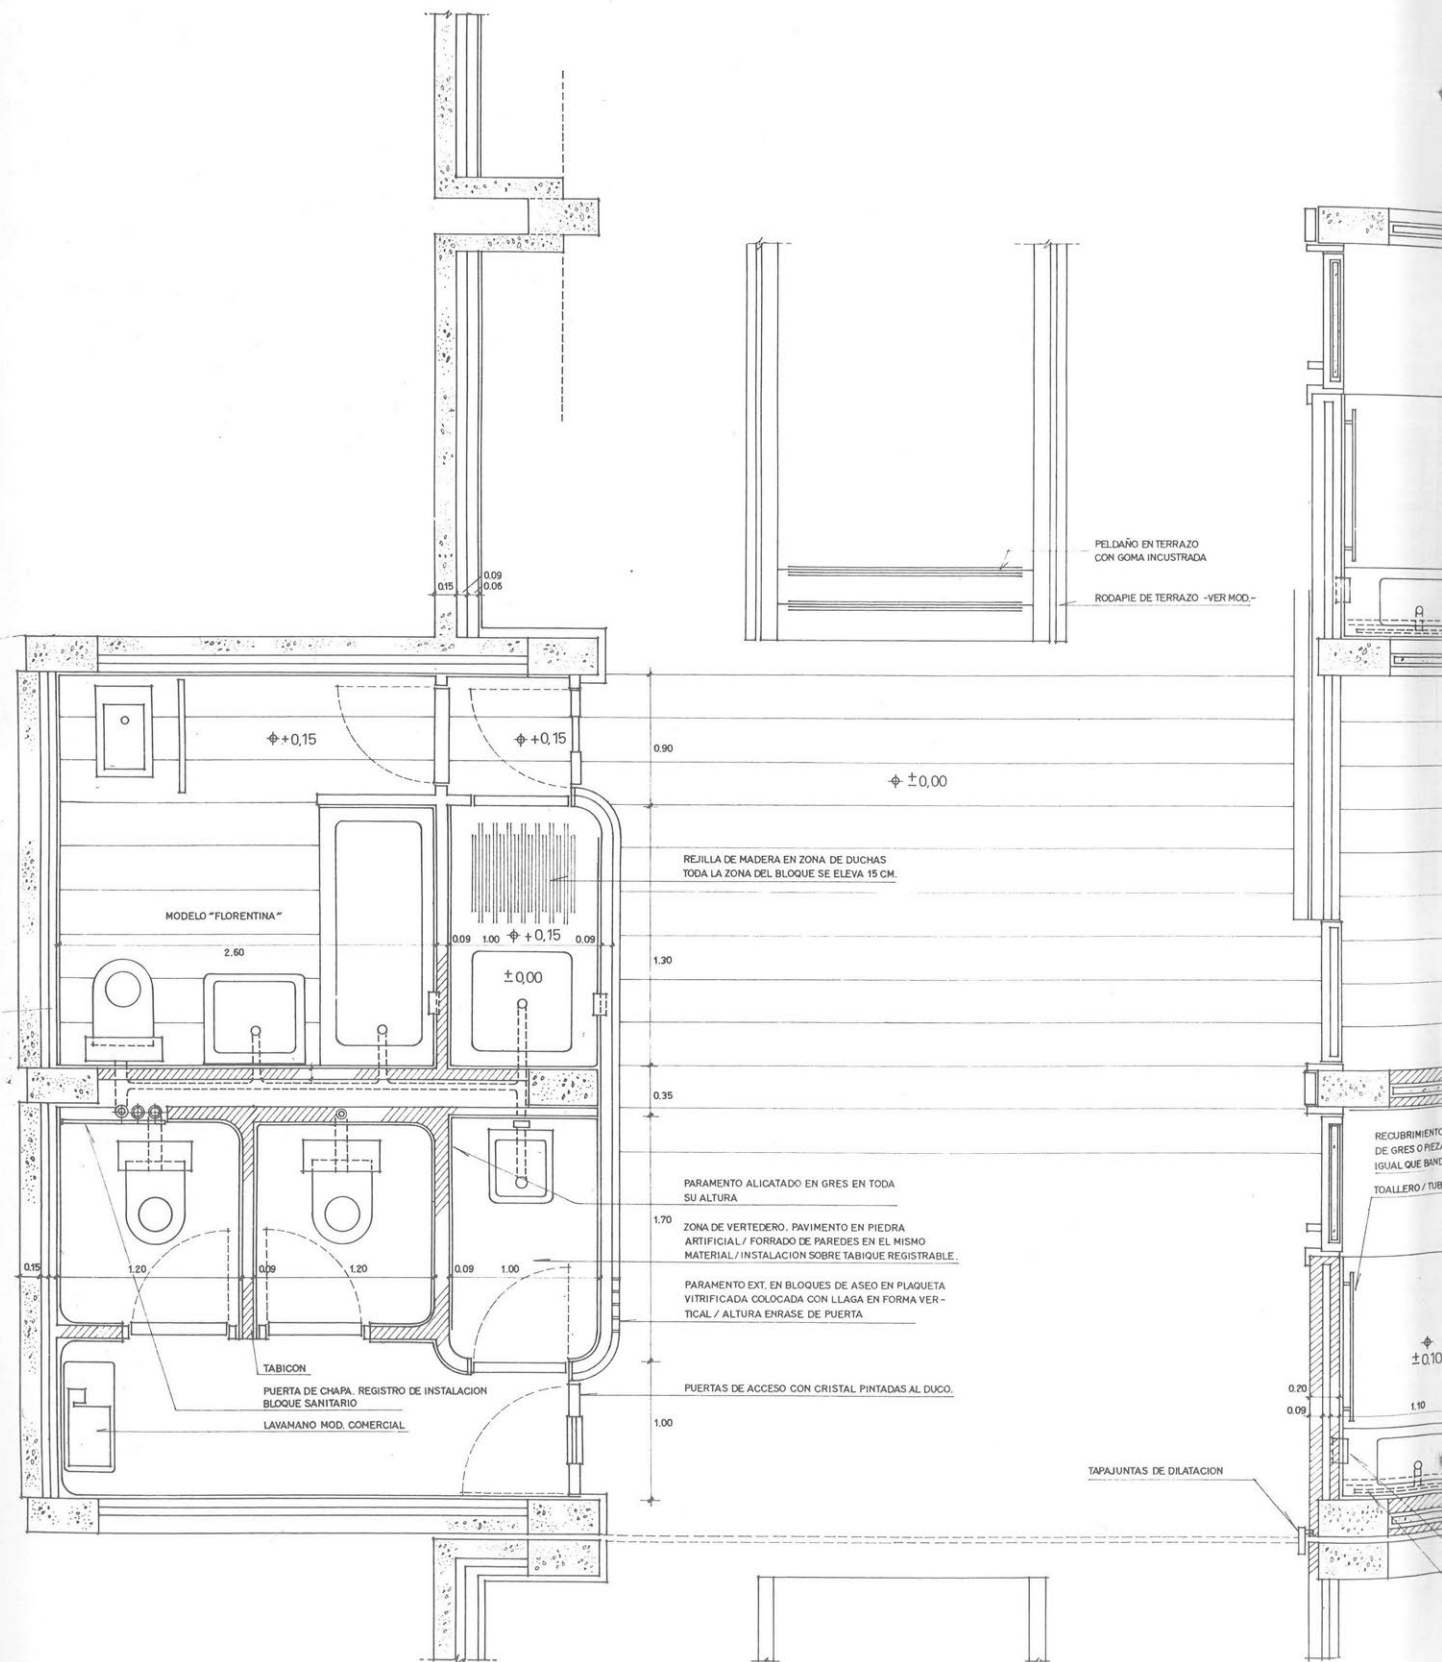 PELDAÑO EN TERRAZO
CON GOMA INCUSTRADA
RODAPIE DE TERRAZO -VER MOD.-
0.15
0.09
0.06
+0,15
+0,15
0.90
±0,00
REJILLA DE MADERA EN ZONA DE DUCHAS
TODA LA ZONA DEL BLOQUE SE ELEVA 15 CM.
MODELO "FLORENTINA"
2,60
0.09 1.00 +0,15 0.09
±0,00
1.30
0.35
RECUBRIMIENTO
DE GRES O PIEZA
IGUAL QUE BAND
TOALLERO / TUB
PARAMENTO ALICATADO EN GRES EN TODA
SU ALTURA
1.70
ZONA DE VERTEDERO. PAVIMENTO EN PIEDRA
ARTIFICIAL / FORRADO DE PAREDES EN EL MISMO
MATERIAL / INSTALACION SOBRE TABIQUE REGISTRABLE.
0.15 1.20 0.09 1.20 0.09 1.00
PARAMENTO EXT. EN BLOQUES DE ASEO EN PLAQUETA
VITRIFICADA COLOCADA CON LLAGA EN FORMA VER-
TICAL / ALTURA ENRASE DE PUERTA
±0,10
TABICON
PUERTA DE CHAPA. REGISTRO DE INSTALACION
BLOQUE SANITARIO
LAVAMANO MOD. COMERCIAL
PUERTAS DE ACCESO CON CRISTAL PINTADAS AL DUCO.
1.00
0.20
0.09
1.10
TAPAJUNTAS DE DILATACION